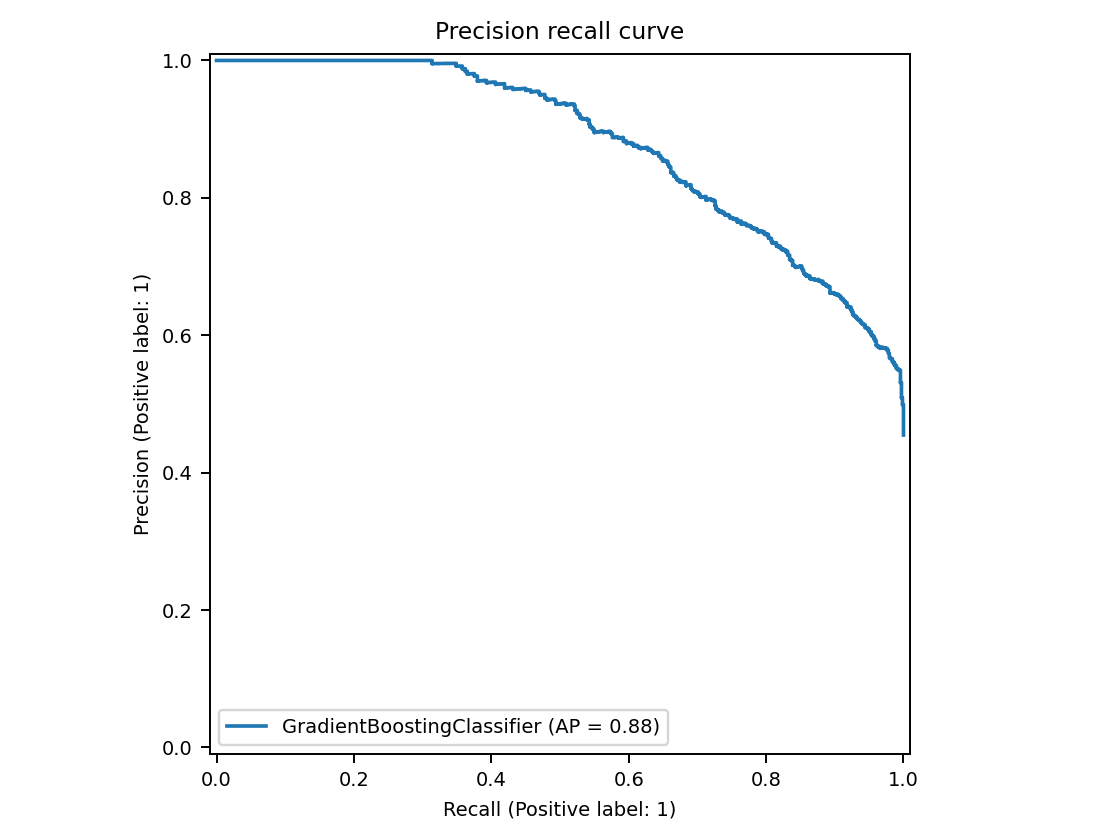 Precision recall curve
1.0
0.8
0.6
0.4
0.2
0.0
Precision (Positive label: 1)
GradientBoostingClassifier (AP = 0.88)
0.0 0.2 0.4 0.6 0.8 1.0
Recall (Positive label: 1)